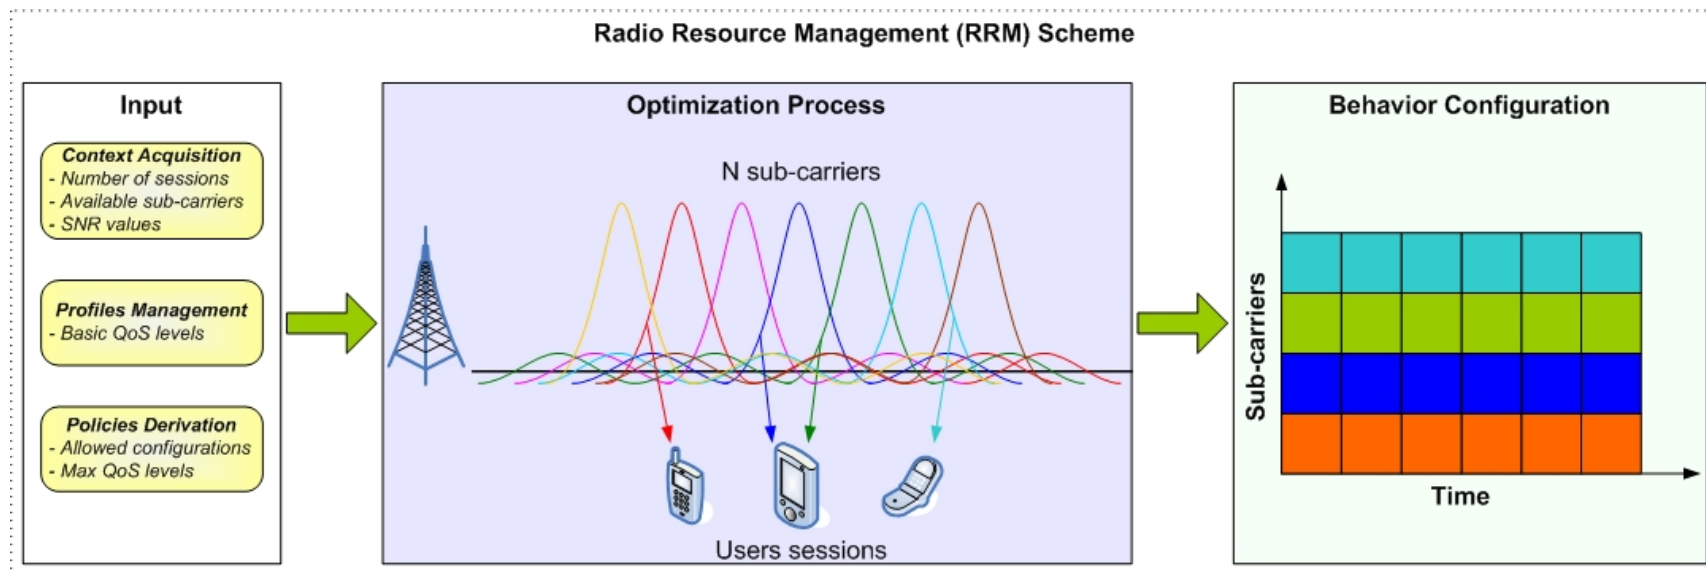 Radio Resource Management (RRM) Scheme
Input
Context Acquisition
- Number of sessions
- Available sub-carriers
- SNR values
Profiles Management
- Basic QoS levels
Policies Derivation
- Allowed configurations
- Max QoS levels
Optimization Process
N sub-carriers
Users sessions
Behavior Configuration
Sub-carriers
Time